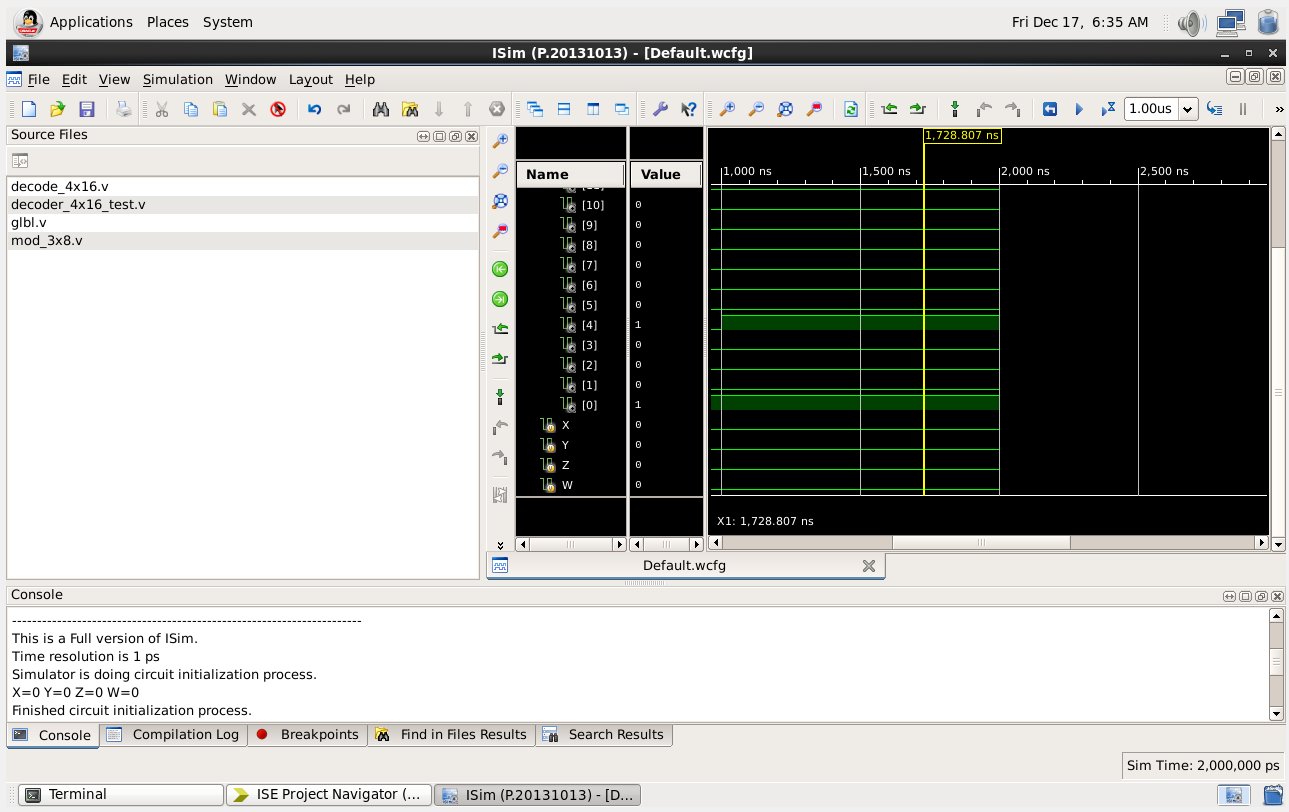 Applications Places System Fri Dec 17, 6:35 AM
ISim (P.20131013) - [Default.wcfg]
File Edit View Simulation Window Layout Help
1.00us »
Source Files
decode_4x16.v
decoder_4x16_test.v
glbl.v
mod_3x8.v
1,728.807 ns
Name Value
1,000 ns 1,500 ns 2,000 ns 2,500 ns
[10] 0
[9] 0
[8] 0
[7] 0
[6] 0
[5] 0
[4] 1
[3] 0
[2] 0
[1] 0
[0] 1
X 0
Y 0
Z 0
W 0
X1: 1,728.807 ns
Default.wcfg
Console
----------------------------------------------------------------------
This is a Full version of ISim.
Time resolution is 1 ps
Simulator is doing circuit initialization process.
X=0 Y=0 Z=0 W=0
Finished circuit initialization process.
Console Compilation Log Breakpoints Find in Files Results Search Results
Sim Time: 2,000,000 ps
Terminal ISE Project Navigator (... ISim (P.20131013) - [D...